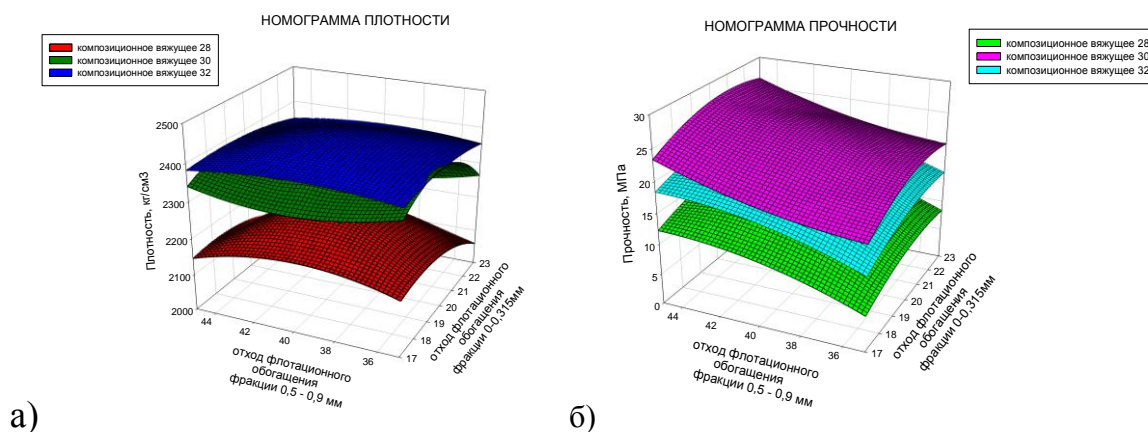 НОМОГРАММА ПЛОТНОСТИ
композиционное вяжущее 28
композиционное вяжущее 30
композиционное вяжущее 32
Плотность, кг/см3
2500
2400
2300
2200
2100
2000
44
42
40
38
36
17
18
19
20
21
22
23
отход флотационного
обогащения
фракции 0,5 - 0,9 мм
отход флотационного
обогащения
фракции 0-0,315мм
а)
НОМОГРАММА ПРОЧНОСТИ
композиционное вяжущее 28
композиционное вяжущее 30
композиционное вяжущее 32
Прочность, МПа
30
25
20
15
10
5
0
44
42
40
38
36
17
18
19
20
21
22
23
отход флотационного
обогащения
фракции 0,5 - 0,9 мм
отход флотационного
обогащения
фракции 0-0,315мм
б)